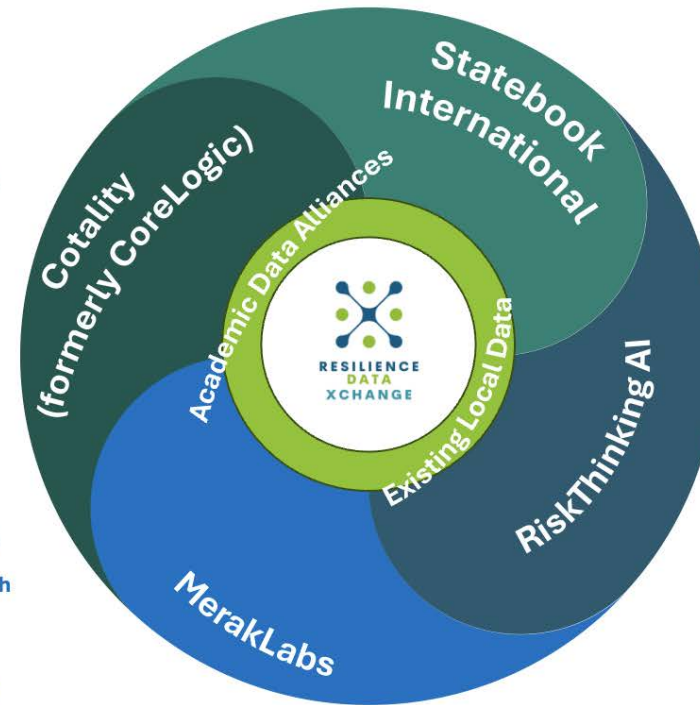 Statebook
International
Cotality
(formerly CoreLogic)
Academic Data Alliances
RESILIENCE
DATA
XCHANGE
Existing Local Data
RiskThinking AI
MerakLabs